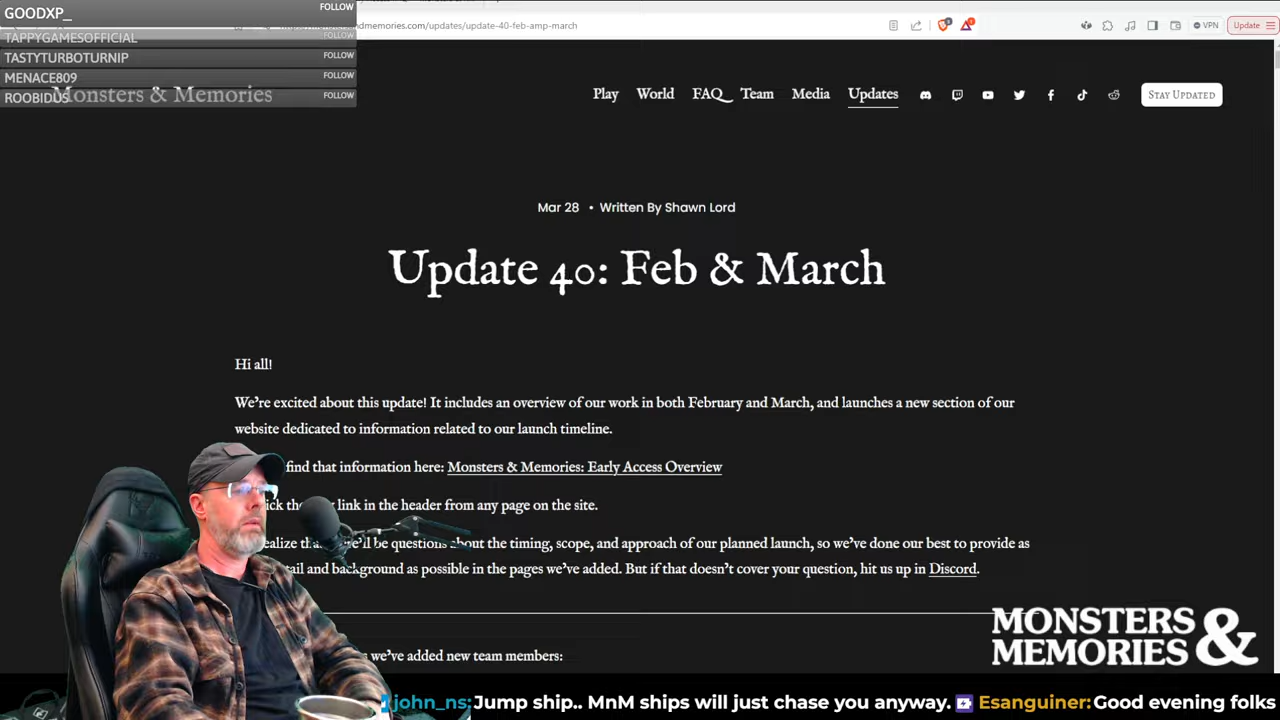 GOODXP_ FOLLOW
TAPPYGAMESOFFICIAL FOLLOW
TASTYTURBOTURNIP FOLLOW
MENACE809 FOLLOW
ROOBIDUS FOLLOW
andmemories.com/updates/update-40-feb-amp-march
VPN
Update
Monsters & Memories
Play World FAQ Team Media Updates
STAY UPDATED
Mar 28 • Written By Shawn Lord
Update 40: Feb & March
Hi all!
We're excited about this update! It includes an overview of our work in both February and March, and launches a new section of our
website dedicated to information related to our launch timeline.
find that information here: Monsters & Memories: Early Access Overview
link in the header from any page on the site.
be questions about the timing, scope, and approach of our planned launch, so we've done our best to provide as
and background as possible in the pages we've added. But if that doesn't cover your question, hit us up in Discord.
we've added new team members:
MONSTERS & MEMORIES
john_ns: Jump ship.. MnM ships will just chase you anyway. Esanguiner: Good evening folks